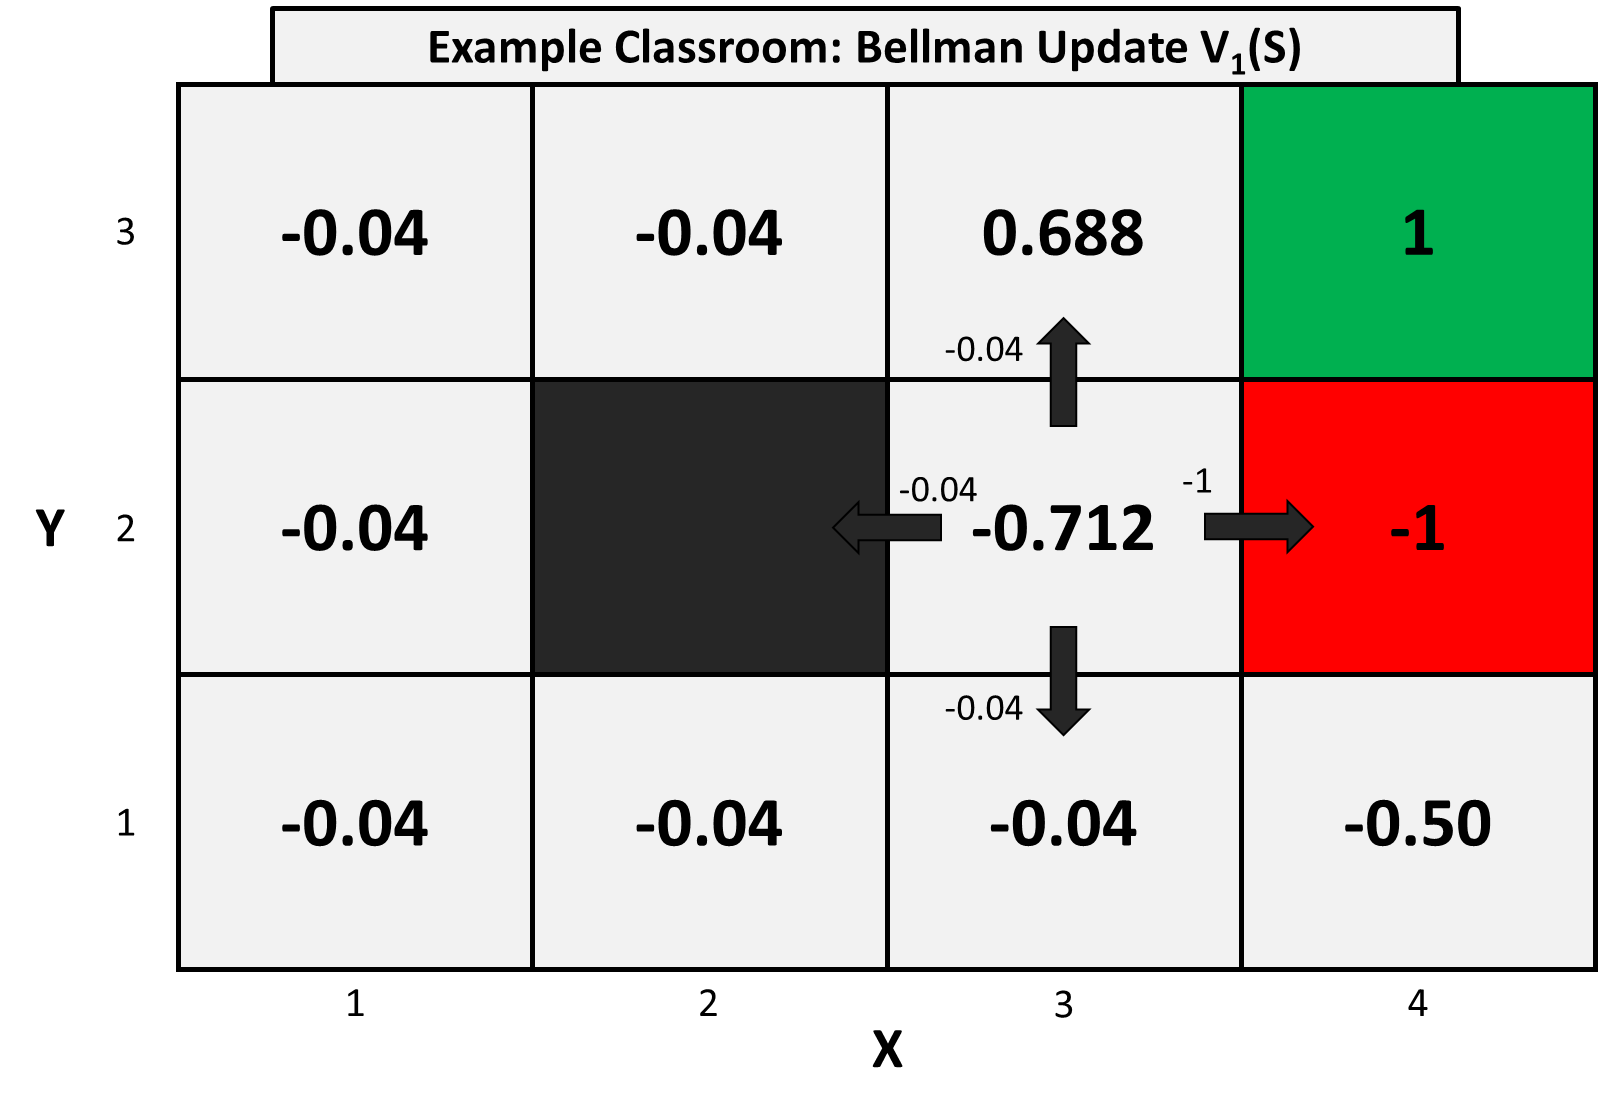 Example Classroom: Bellman Update V₁(S)
3 -0.04 -0.04 0.688 1
-0.04
-0.04 -1
Y 2 -0.04 -0.712 -1
-0.04
1 -0.04 -0.04 -0.04 -0.50
1 2 3 4
X